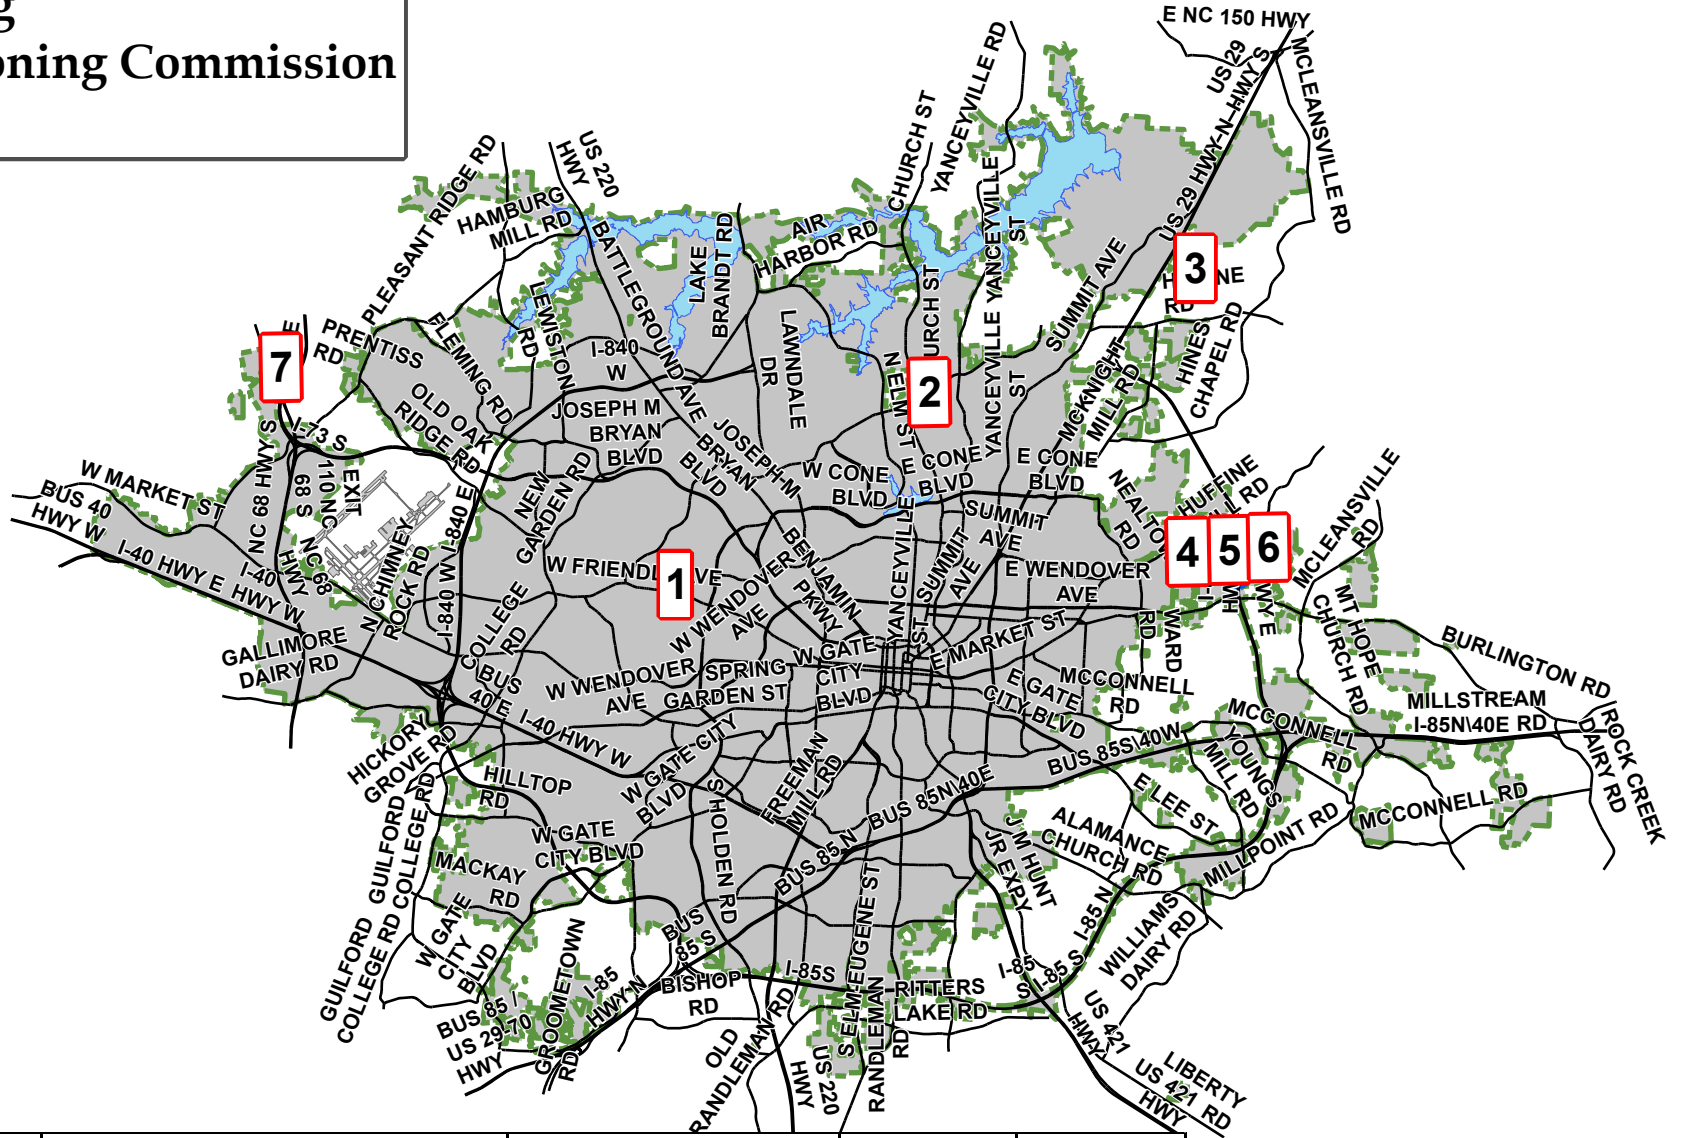 oning Commission
E NC 150 HWY
US 29
US 29 HWY-N-HWY S
MCLEANSVILLE RD
YANCEYVILLE RD
CHURCH ST
US 220
HWY
PLEASANT RIDGE RD
HAMBURG
MILL RD
BATTLEGROUND AVE
LAKE
BRANDT RD
AIR
HARBOR RD
YANCEYVILLE YANCEYVILLE
ST
ST
SUMMIT AVE
3
RD
HINES
CHAPEL RD
MCKNIGHT
MILL RD
7
E
RD
PRENTISS
FLEMING RD
LEWISTON
RD
I-840
W
LAWNDALE
DR
N ELM ST
URCH ST
2
OLD OAK
RIDGE RD
JOSEPH M
BRYAN
BLVD
JOSEPH M
BRYAN
BLVD
NEW
GARDEN RD
W CONE
BLVD
E CONE
BLVD
E CONE
BLVD
NEALTOWN
RD
HUFFINE
MILL RD
MCLEANSVILLE
RD
W MARKET ST
BUS 40
HWY W
I-40 HWY E
HWY W
I-40
NC 68 HWY S
HWY
I-73 S
68 S
110 NC
EXIT
NC 68
N CHIMNEY
ROCK RD
I-840 W I-840 E
W FRIENDLY AVE
1
W WENDOVER
AVE
BENJAMIN
PKWY
YANCEYVILLE
ST
SUMMIT
AVE
SUMMIT
AVE
E WENDOVER
AVE
4
5
6
WARD
RD
MT HOPE
CHURCH RD
BURLINGTON RD
GALLIMORE
DAIRY RD
COLLEGE
RD
BUS
40 E
I-40 HWY W
W WENDOVER
AVE
SPRING
GARDEN ST
W GATE
CITY
BLVD
E MARKET ST
E GATE
CITY BLVD
MCCONNELL
RD
MCCONNELL
RD
MILLSTREAM
I-85N\40E RD
ROCK CREEK
DAIRY RD
HICKORY
GROVE RD
HILLTOP
RD
W GATE CITY
BLVD
S HOLDEN RD
FREEMAN
MILL RD
BUS 85N\40E
BUS 85S\40W
YOUNGS
MILL RD
E LEE ST
MCCONNELL RD
GUILFORD
COLLEGE RD
W GATE
CITY BLVD
MACKAY
RD
BUS 85 N
J M HUNT
JR EXPY
ALAMANCE
CHURCH RD
MILLPOINT RD
GUILFORD
COLLEGE RD
W GATE
CITY
BLVD
BUS
85 S
I-85 N
WILLIAMS
DAIRY RD
BUS 85 /
US 29-70
HWY
GROOMETOWN
RD
I-85
HWY N
BISHOP
RD
I-85S
S ELM-EUGENE ST
RITTERS
LAKE RD
I-85
S
I-85 S
OLD
RANDLEMAN RD
HWY
US 220
RANDLEMAN
RD
US 421
HWY
LIBERTY
US 421 RD
HWY